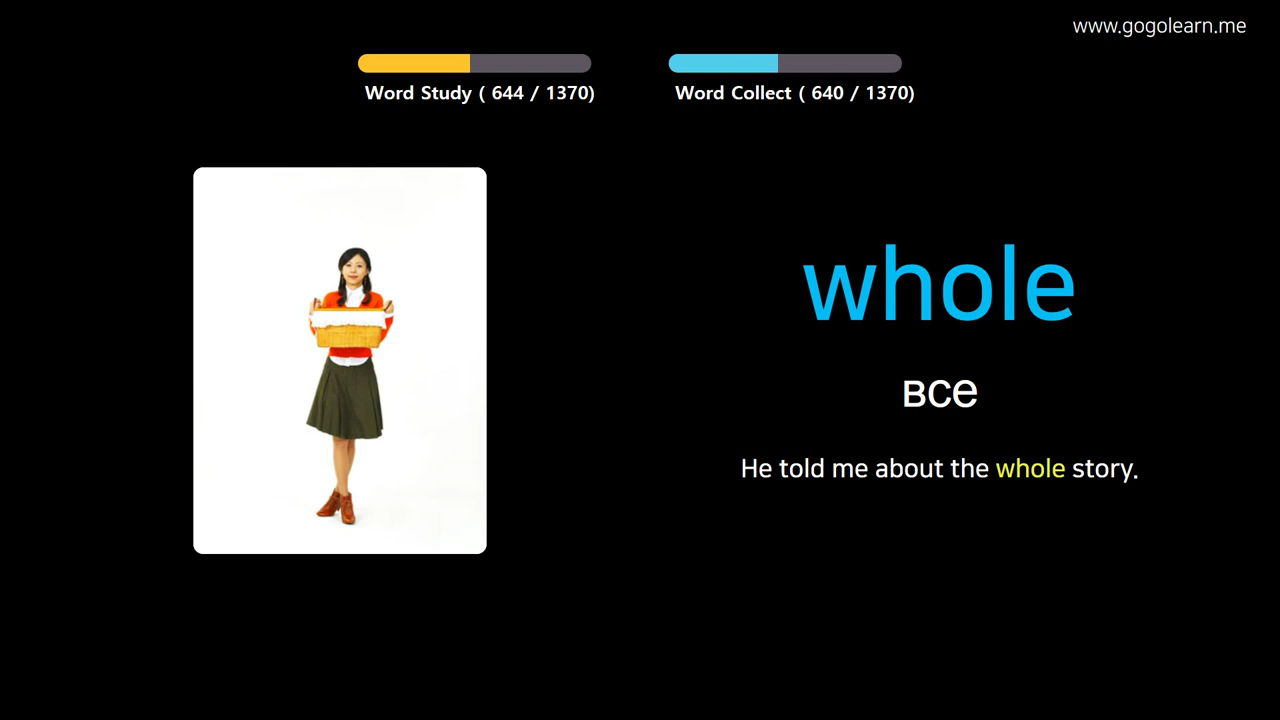 www.gogolearn.me
Word Study ( 644 / 1370)
Word Collect ( 640 / 1370)
whole
все
He told me about the whole story.